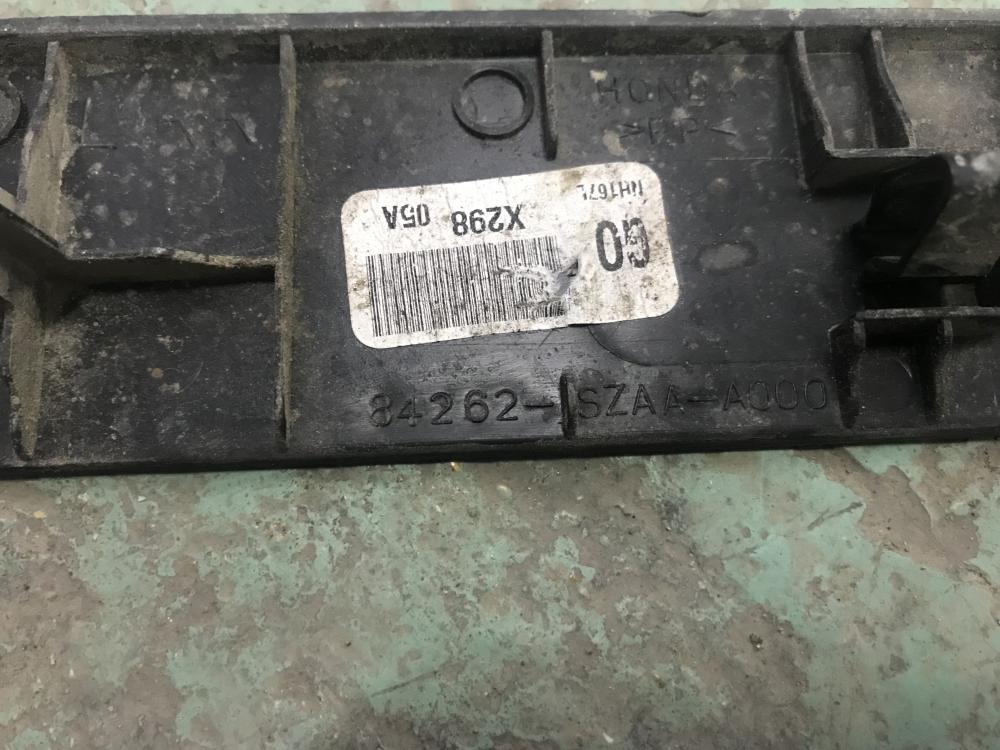 HONDA
>PP<
NH167L
GO
X298 05A
84262-SZAA-A000